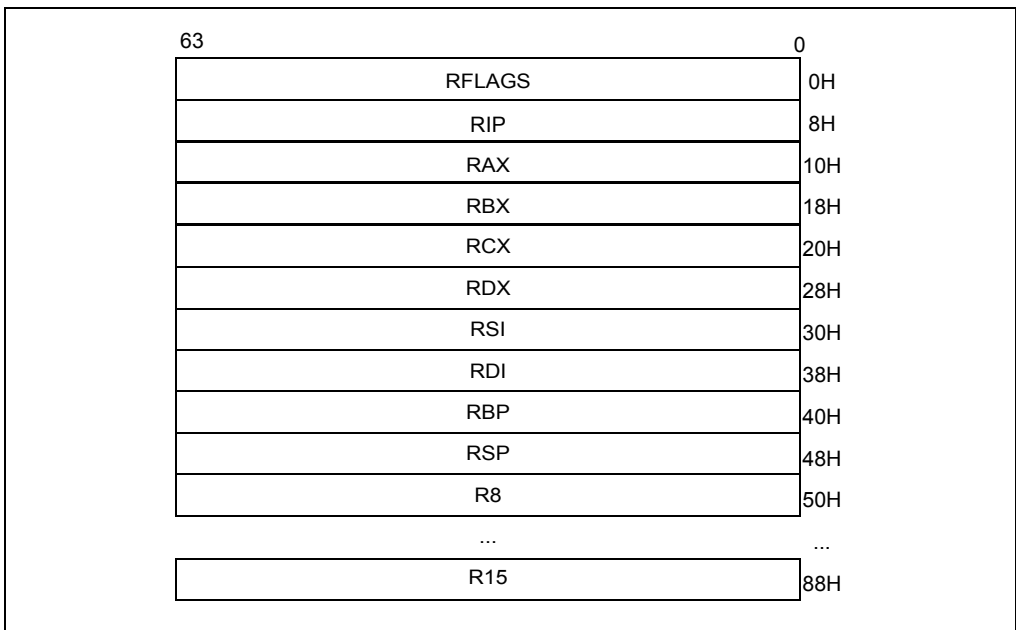 63 0
RFLAGS 0H
RIP 8H
RAX 10H
RBX 18H
RCX 20H
RDX 28H
RSI 30H
RDI 38H
RBP 40H
RSP 48H
R8 50H
... ...
R15 88H